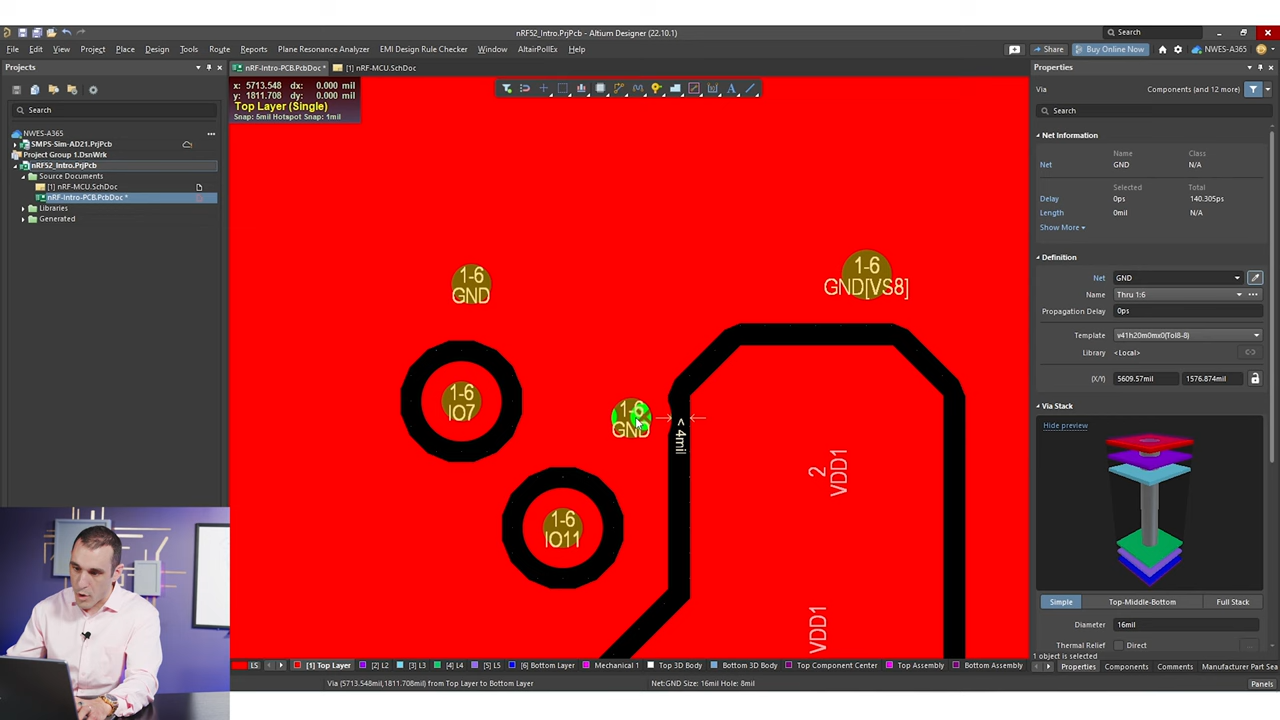 nRF52_Intro.PrjPcb - Altium Designer (22.10.1)
Search
File Edit View Project Place Design Tools Route Reports Plane Resonance Analyzer EMI Design Rule Checker Window AltairPollEx Help
Share
Buy Online Now
NWES-A365
Projects
nRF-Intro-PCB.PcbDoc *
[1] nRF-MCU.SchDoc
Properties
x: 5713.548 dx: 0.000 mil
y: 1811.708 dy: 0.000 mil
Top Layer (Single)
Snap: 5mil Hotspot Snap: 1mil
Via
Components (and 12 more)
Search
Search
NWES-A365
SMPS-Sim-AD21.PrjPcb
Project Group 1.DsnWrk
nRF52_Intro.PrjPcb
Source Documents
[1] nRF-MCU.SchDoc
nRF-Intro-PCB.PcbDoc *
Libraries
Generated
1-6
GND
1-6
GND[VS8]
1-6
IO7
1-6
GND
< 4mil
1-6
IO11
2
VDD1
VDD1
Net Information
Name Class
Net GND N/A
Selected Total
Delay 0ps 140.305ps
Length 0mil N/A
Show More
Definition
Net GND
Name Thru 1:6
Propagation Delay 0ps
Template v41h20m0mx0(Tol8-8)
Library <Local>
(X/Y) 5609.57mil 1576.874mil
Via Stack
Hide preview
Simple Top-Middle-Bottom Full Stack
Diameter 16mil
Thermal Relief Direct
1 object is selected
LS [1] Top Layer [2] L2 [3] L3 [4] L4 [5] L5 [6] Bottom Layer Mechanical 1 Top 3D Body Bottom 3D Body Top Component Center Top Assembly Bottom Assembly
Properties Components Comments Manufacturer Part Sea
Via (5713.548mil,1811.708mil) from Top Layer to Bottom Layer
Net:GND Size: 16mil Hole: 8mil
Panels